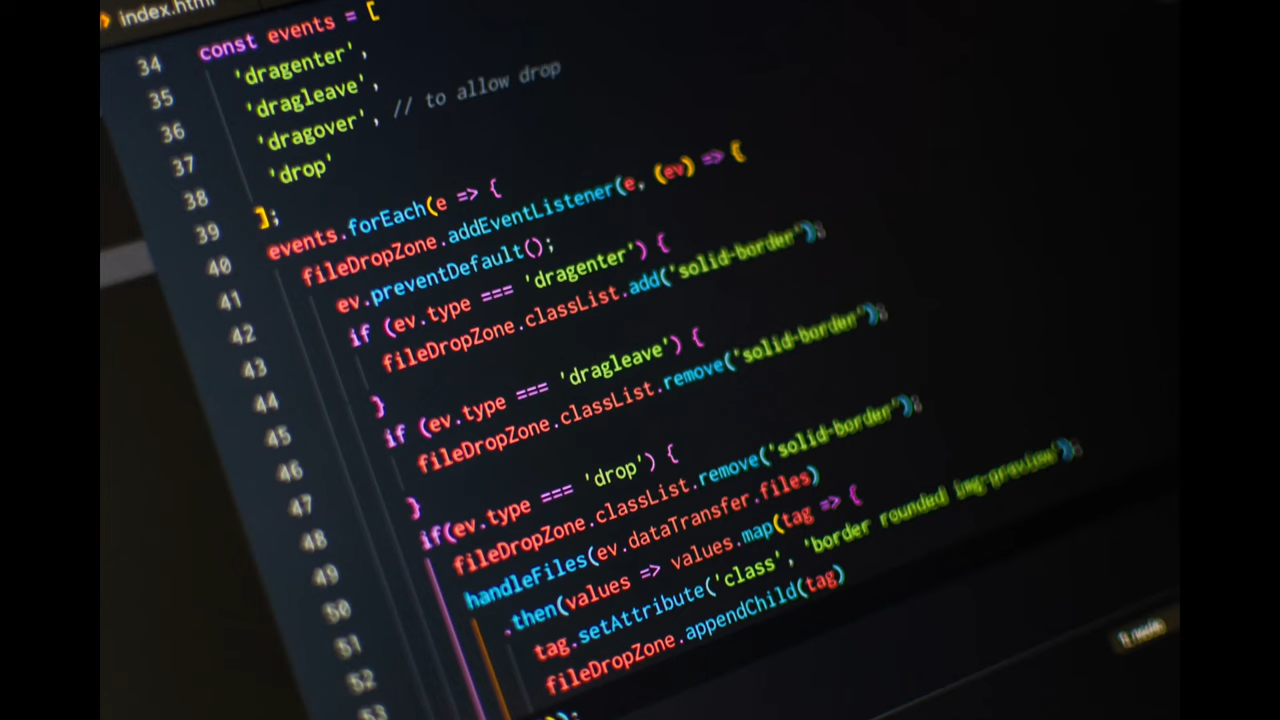 index.html
34 const events = [
35 'dragenter',
36 'dragleave',
37 'dragover', // to allow drop
38 'drop'
39 ];
40 events.forEach(e => {
41 fileDropZone.addEventListener(e, (ev) => {
42 ev.preventDefault();
43 if (ev.type === 'dragenter') {
44 fileDropZone.classList.add('solid-border');
45 }
46 if (ev.type === 'dragleave') {
47 fileDropZone.classList.remove('solid-border');
48 }
49 if(ev.type === 'drop') {
50 fileDropZone.classList.remove('solid-border');
51 handleFiles(ev.dataTransfer.files)
52 .then(values => values.map(tag => {
53 tag.setAttribute('class', 'border rounded img-preview');
fileDropZone.appendChild(tag)
}));
node